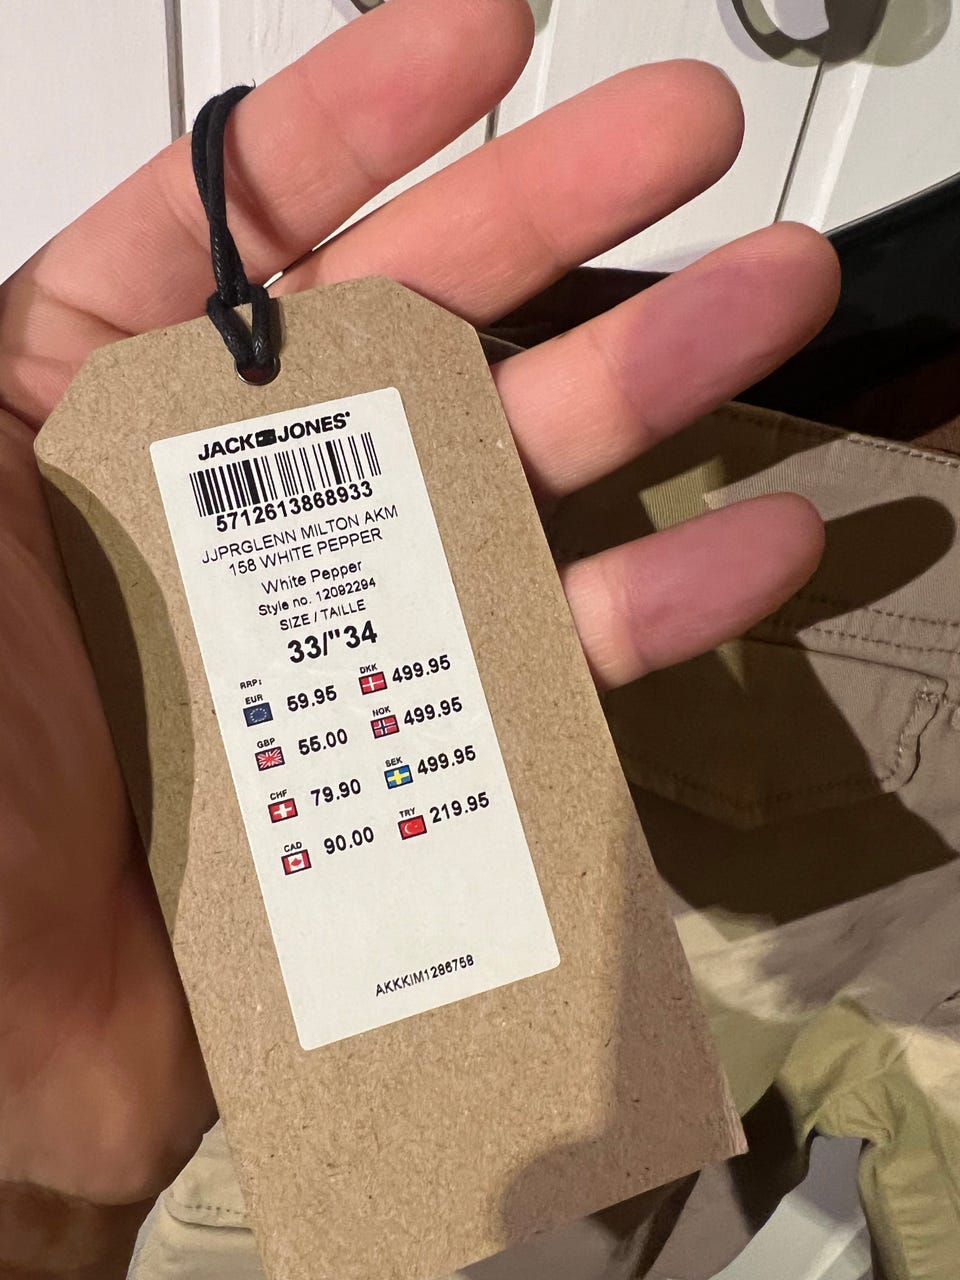 JACK JONES
5712613868933
JJPRGLENN MILTON AKM
158 WHITE PEPPER
White Pepper
Style no. 12092294
SIZE / TAILLE
33/"34
RRP:
EUR 59.95
DKK 499.95
GBP 55.00
NOK 499.95
CHF 79.90
SEK 499.95
CAD 90.00
TRY 219.95
AKKKIM1286758